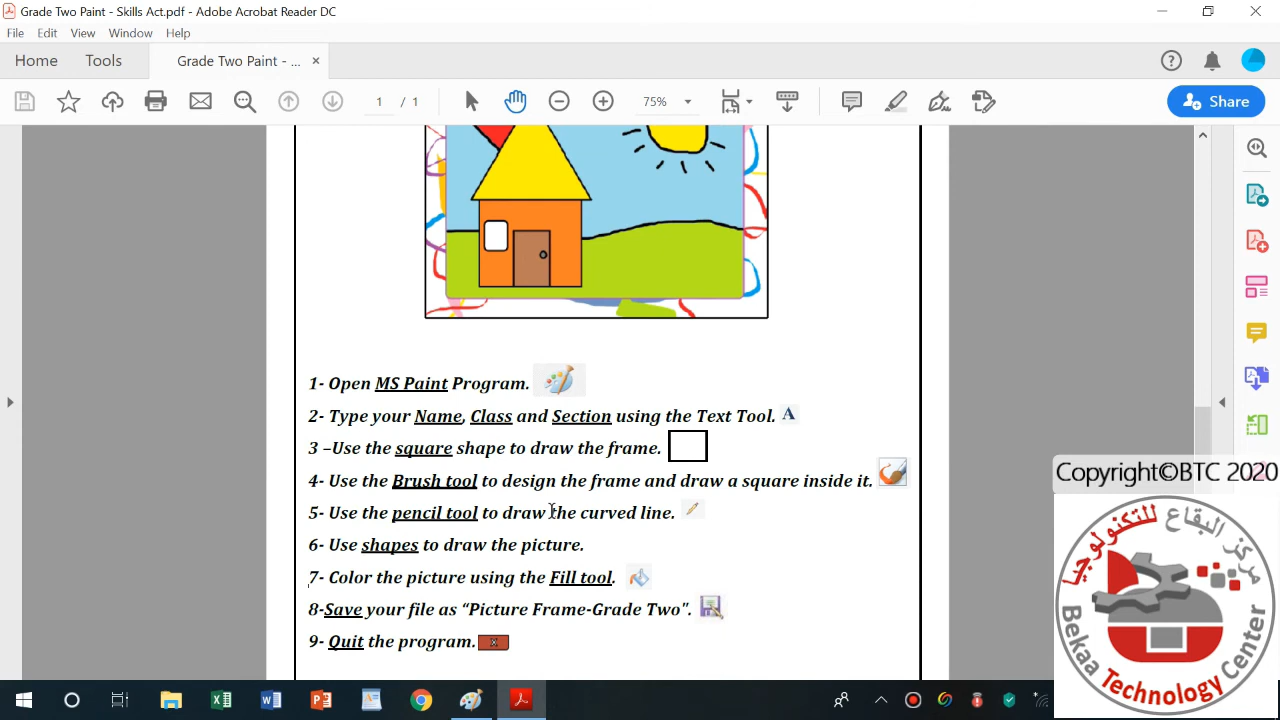 Grade Two Paint - Skills Act.pdf - Adobe Acrobat Reader DC
File Edit View Window Help
Home Tools Grade Two Paint - ... ×
1 / 1 75% Share
1- Open MS Paint Program.
2- Type your Name, Class and Section using the Text Tool. A
3 –Use the square shape to draw the frame.
4- Use the Brush tool to design the frame and draw a square inside it.
5- Use the pencil tool to draw the curved line.
6- Use shapes to draw the picture.
7- Color the picture using the Fill tool.
8-Save your file as “Picture Frame-Grade Two”.
9- Quit the program.
Copyright©BTC 2020
مركز البقاع للتكنولوجيا
Bekaa Technology Center